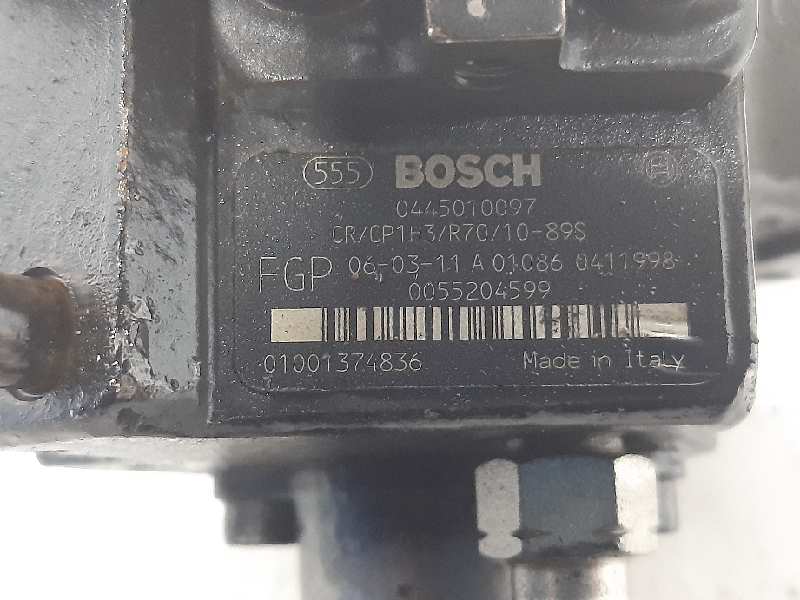 555 BOSCH
0445010097
CR/CP1H3/R70/10-89S
FGP 06-03-11 A 01086 0411998
0055204599
01001374836 Made in Italy